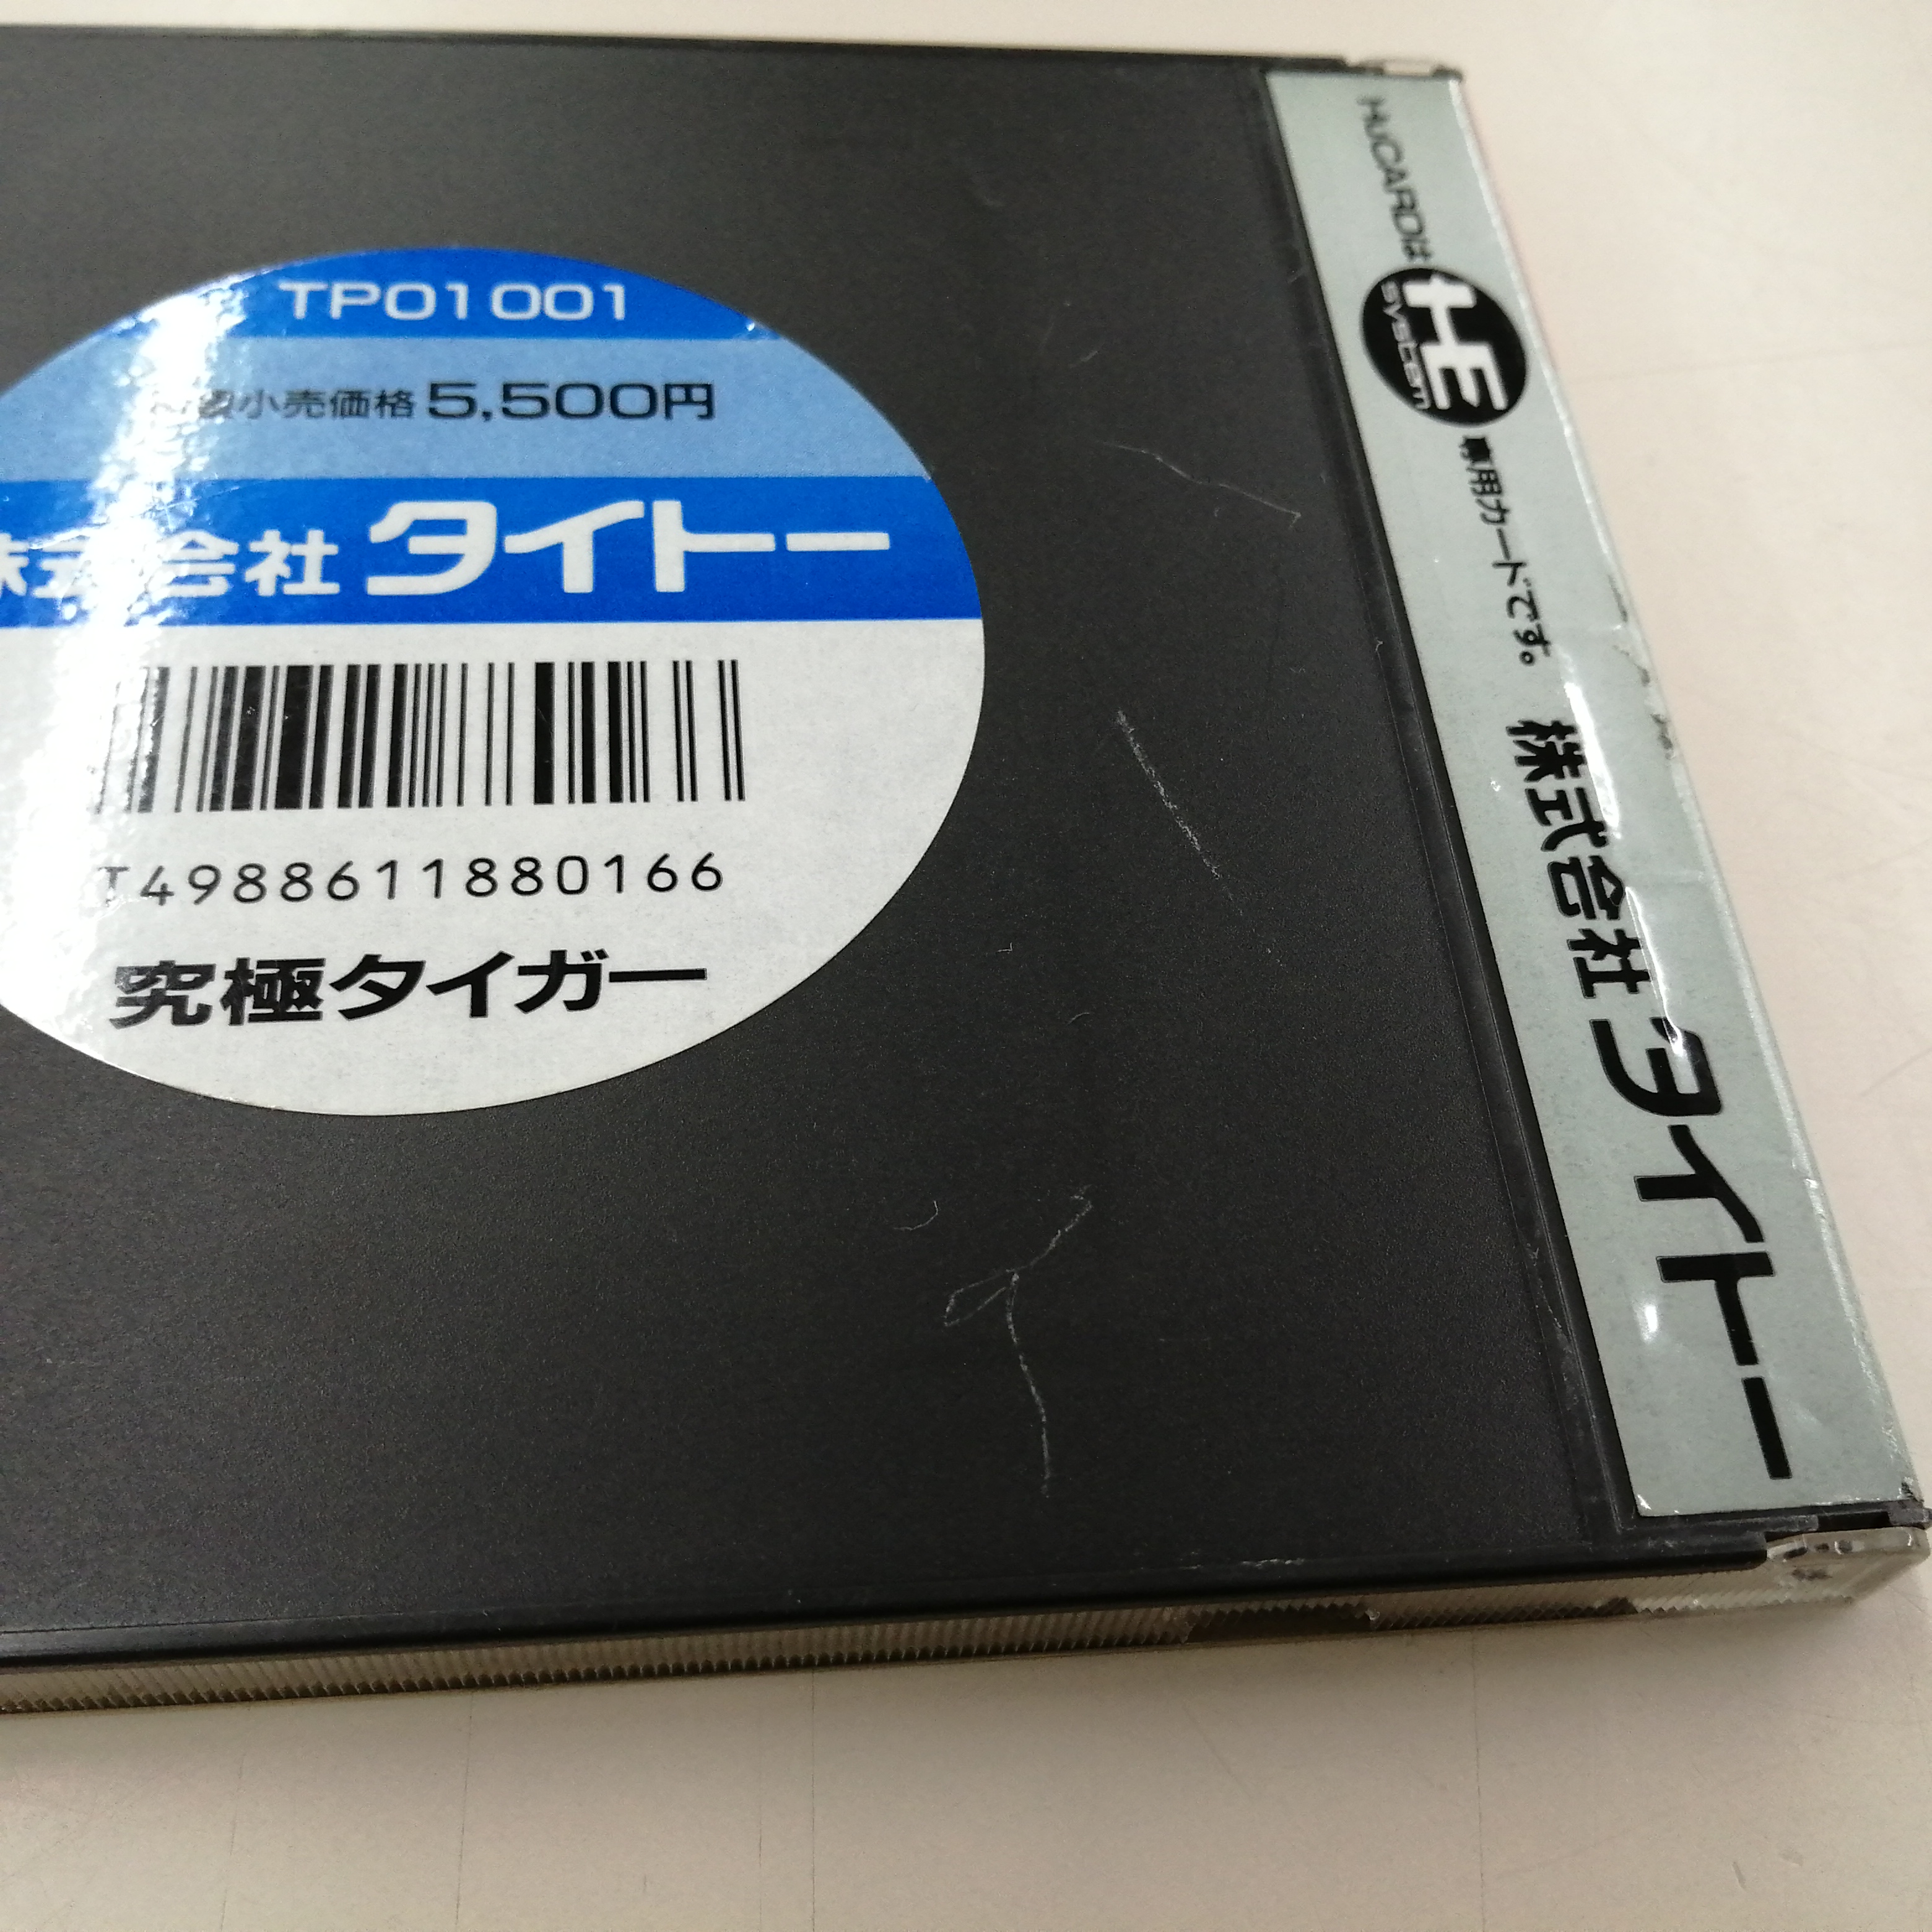 TP01001
小売価格 5,500円
株式会社 タイトー
T4988611880166
究極タイガー
HuCARDは HE system 専用カードです。 株式会社 タイトー